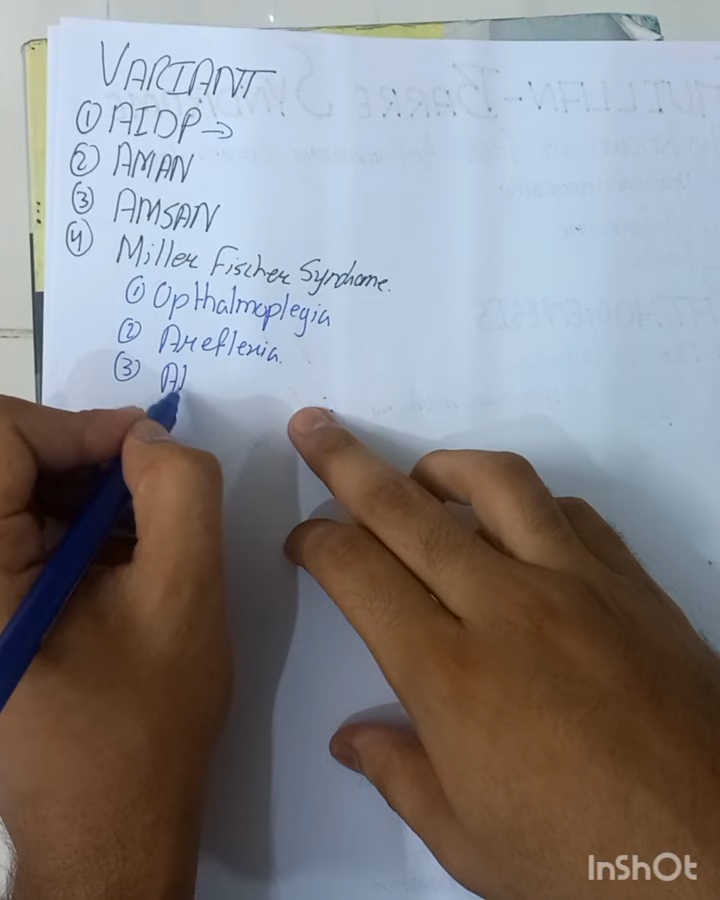 VARIANT
① AIDP →
② AMAN
③ AMSAN
④ Miller Fischer Syndrome.
① Opthalmoplegia
② Areflexia.
③ A
InShOt